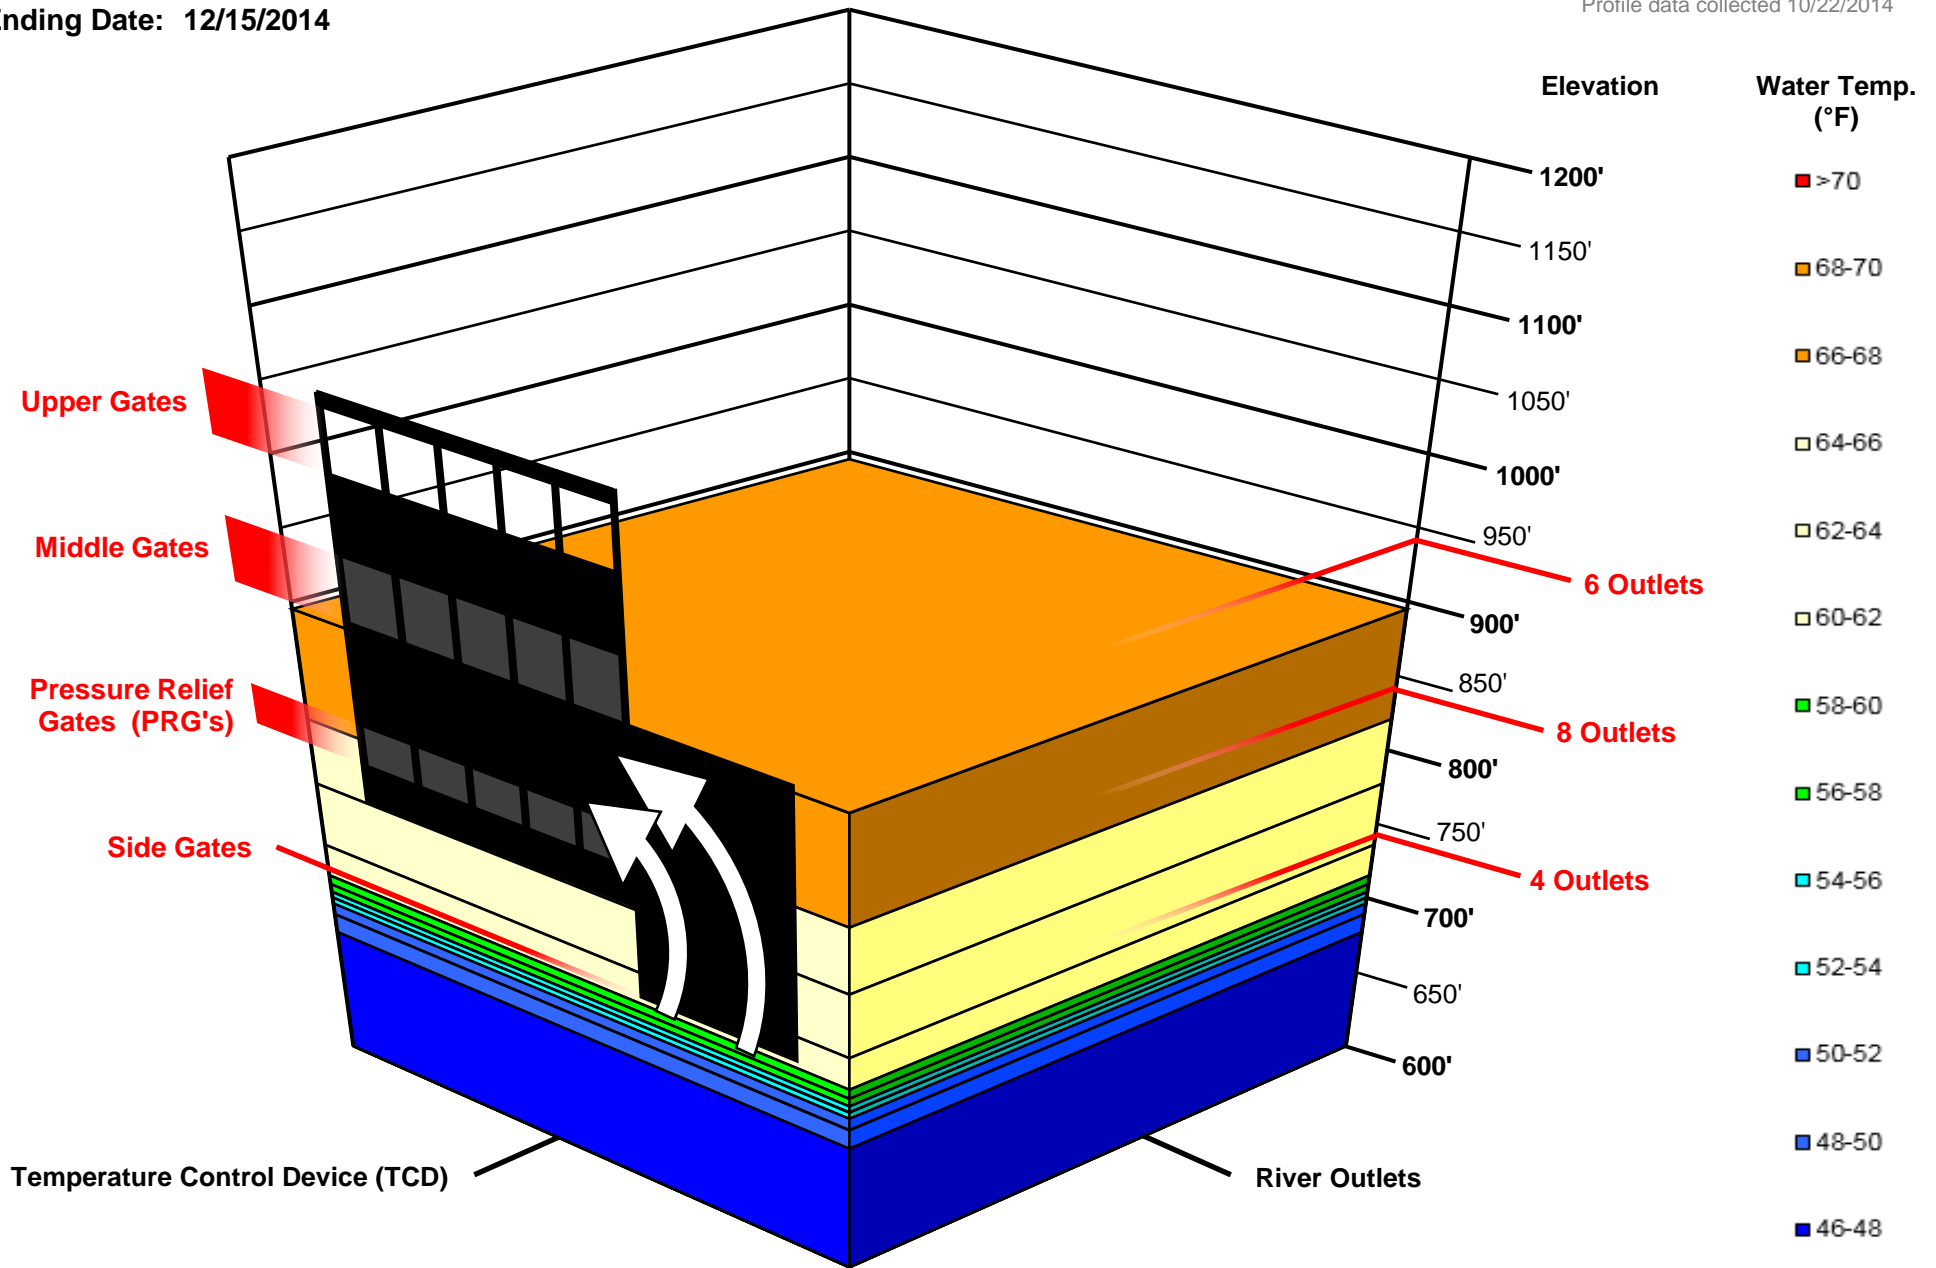 Ending Date: 12/15/2014
Profile data collected 10/22/2014
Elevation
Water Temp.
(°F)
1200'
1150'
1100'
1050'
1000'
950'
900'
850'
800'
750'
700'
650'
600'
>70
68-70
66-68
64-66
62-64
60-62
58-60
56-58
54-56
52-54
50-52
48-50
46-48
Upper Gates
Middle Gates
Pressure Relief
Gates (PRG's)
Side Gates
6 Outlets
8 Outlets
4 Outlets
Temperature Control Device (TCD)
River Outlets